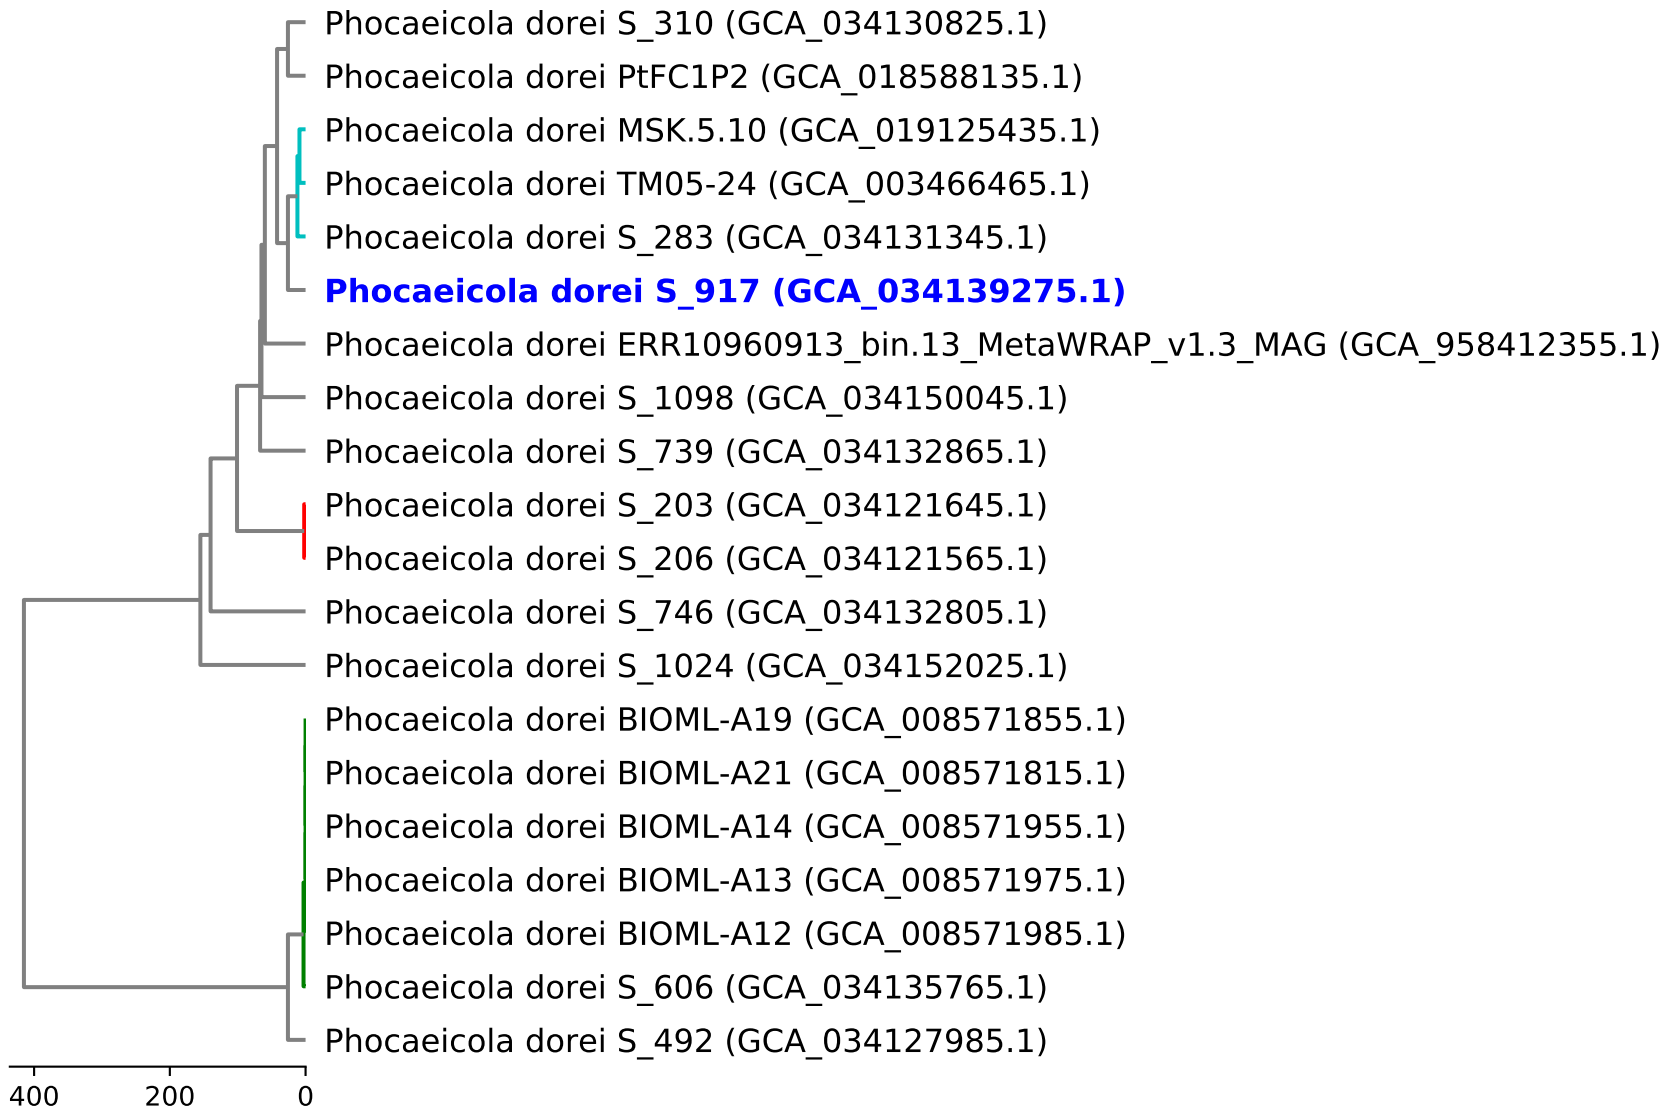 Phocaeicola dorei S_310 (GCA_034130825.1)
Phocaeicola dorei PtFC1P2 (GCA_018588135.1)
Phocaeicola dorei MSK.5.10 (GCA_019125435.1)
Phocaeicola dorei TM05-24 (GCA_003466465.1)
Phocaeicola dorei S_283 (GCA_034131345.1)
Phocaeicola dorei S_917 (GCA_034139275.1)
Phocaeicola dorei ERR10960913_bin.13_MetaWRAP_v1.3_MAG (GCA_958412355.1)
Phocaeicola dorei S_1098 (GCA_034150045.1)
Phocaeicola dorei S_739 (GCA_034132865.1)
Phocaeicola dorei S_203 (GCA_034121645.1)
Phocaeicola dorei S_206 (GCA_034121565.1)
Phocaeicola dorei S_746 (GCA_034132805.1)
Phocaeicola dorei S_1024 (GCA_034152025.1)
Phocaeicola dorei BIOML-A19 (GCA_008571855.1)
Phocaeicola dorei BIOML-A21 (GCA_008571815.1)
Phocaeicola dorei BIOML-A14 (GCA_008571955.1)
Phocaeicola dorei BIOML-A13 (GCA_008571975.1)
Phocaeicola dorei BIOML-A12 (GCA_008571985.1)
Phocaeicola dorei S_606 (GCA_034135765.1)
Phocaeicola dorei S_492 (GCA_034127985.1)
400 200 0